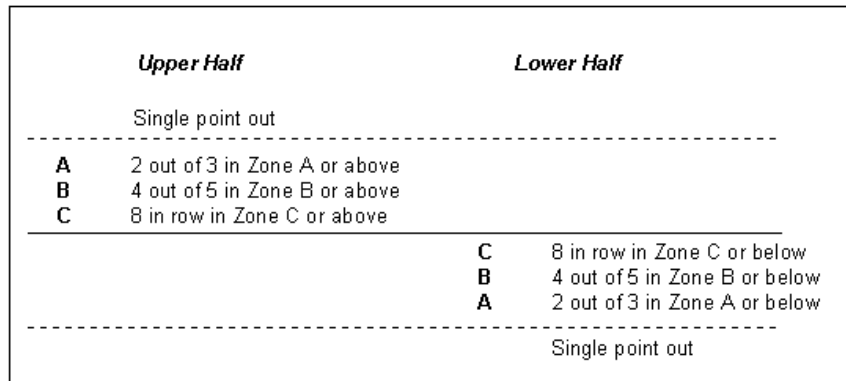 Upper Half Lower Half
Single point out
A 2 out of 3 in Zone A or above
B 4 out of 5 in Zone B or above
C 8 in row in Zone C or above
C 8 in row in Zone C or below
B 4 out of 5 in Zone B or below
A 2 out of 3 in Zone A or below
Single point out